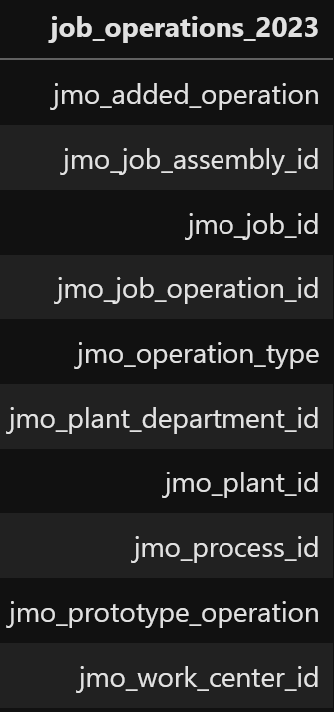 job_operations_2023
jmo_added_operation
jmo_job_assembly_id
jmo_job_id
jmo_job_operation_id
jmo_operation_type
jmo_plant_department_id
jmo_plant_id
jmo_process_id
jmo_prototype_operation
jmo_work_center_id